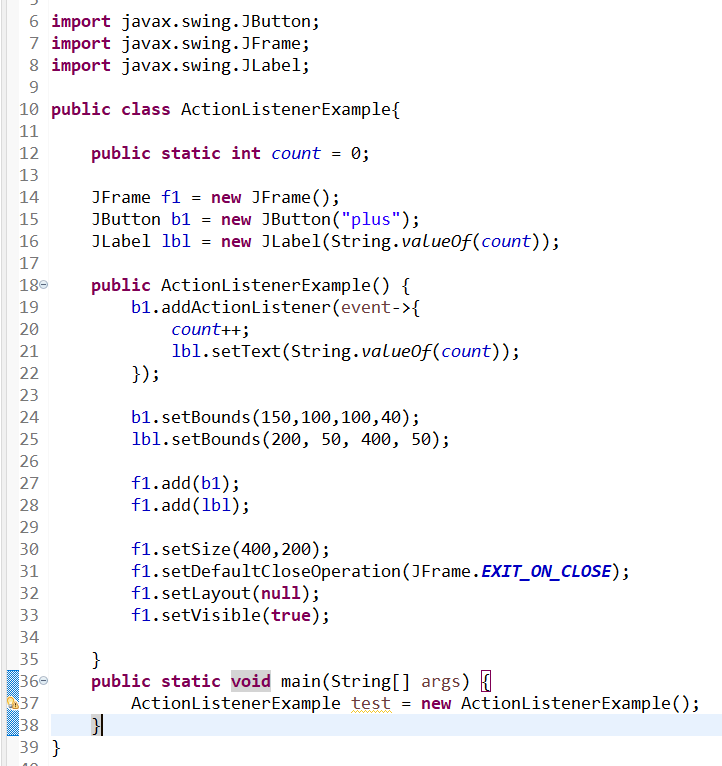 6 import javax.swing.JButton;
7 import javax.swing.JFrame;
8 import javax.swing.JLabel;
9
10 public class ActionListenerExample{
11
12     public static int count = 0;
13
14     JFrame f1 = new JFrame();
15     JButton b1 = new JButton("plus");
16     JLabel lbl = new JLabel(String.valueOf(count));
17
18     public ActionListenerExample() {
19         b1.addActionListener(event->{
20             count++;
21             lbl.setText(String.valueOf(count));
22         });
23
24         b1.setBounds(150,100,100,40);
25         lbl.setBounds(200, 50, 400, 50);
26
27         f1.add(b1);
28         f1.add(lbl);
29
30         f1.setSize(400,200);
31         f1.setDefaultCloseOperation(JFrame.EXIT_ON_CLOSE);
32         f1.setLayout(null);
33         f1.setVisible(true);
34
35     }
36     public static void main(String[] args) {
37         ActionListenerExample test = new ActionListenerExample();
38     }
39 }